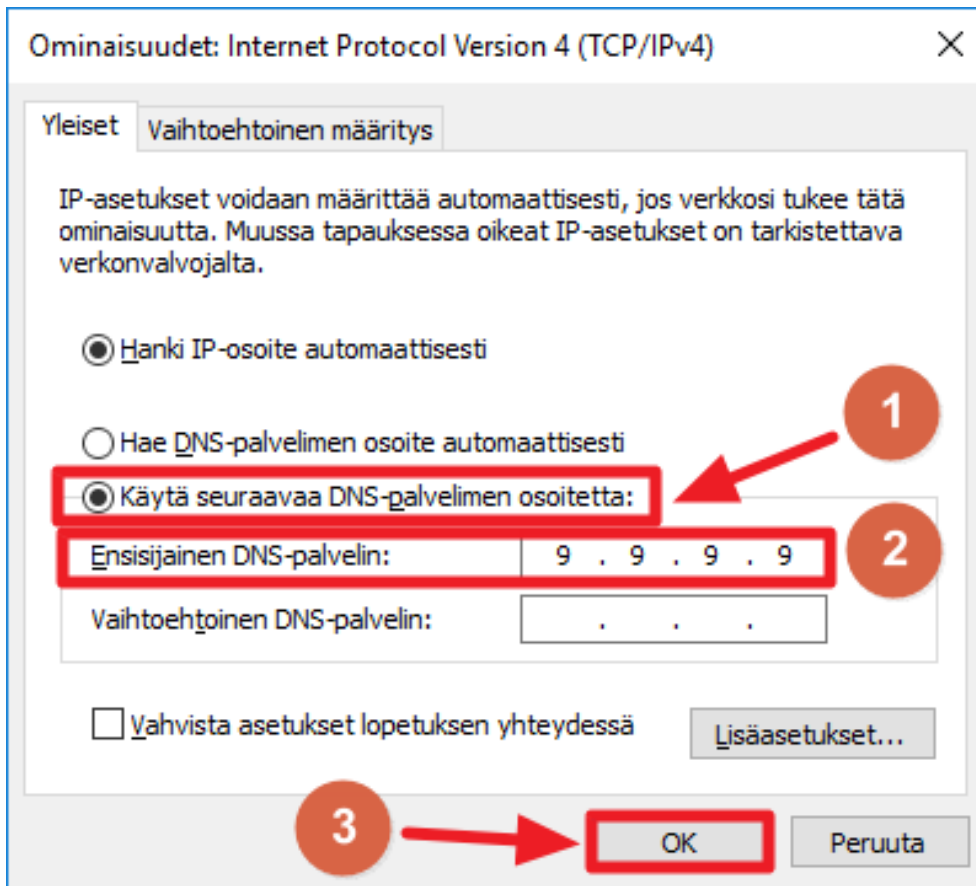 Ominaisuudet: Internet Protocol Version 4 (TCP/IPv4)
Yleiset
Vaihtoehtoinen määritys
IP-asetukset voidaan määrittää automaattisesti, jos verkkosi tukee tätä
ominaisuutta. Muussa tapauksessa oikeat IP-asetukset on tarkistettava
verkonvalvojalta.
Hanki IP-osoite automaattisesti
1
Hae DNS-palvelimen osoite automaattisesti
Käytä seuraavaa DNS-palvelimen osoitetta:
Ensisijainen DNS-palvelin: 9 . 9 . 9 . 9
2
Vaihtoehtoinen DNS-palvelin: . . .
Vahvista asetukset lopetuksen yhteydessä
Lisäasetukset...
3
OK
Peruuta